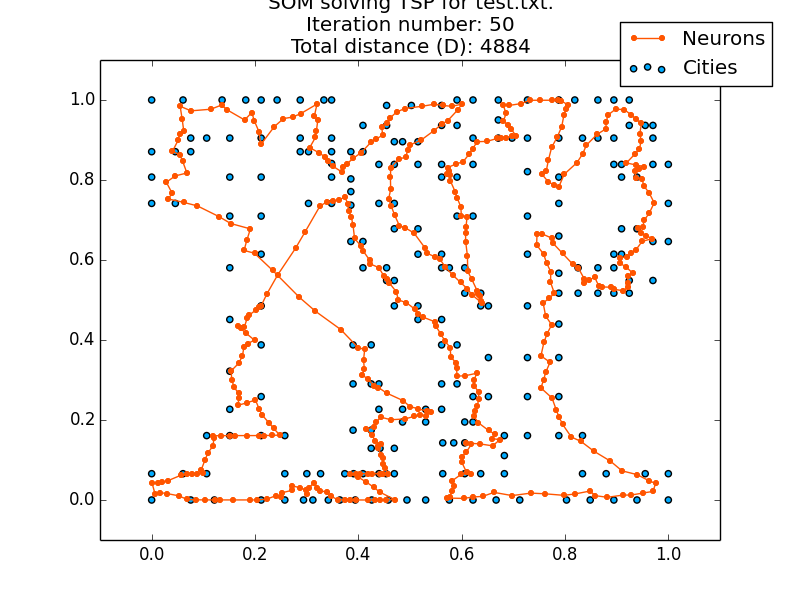 SOM solving TSP for test.txt.
Iteration number: 50
Total distance (D): 4884
Neurons
Cities
1.0
0.8
0.6
0.4
0.2
0.0
0.0 0.2 0.4 0.6 0.8 1.0